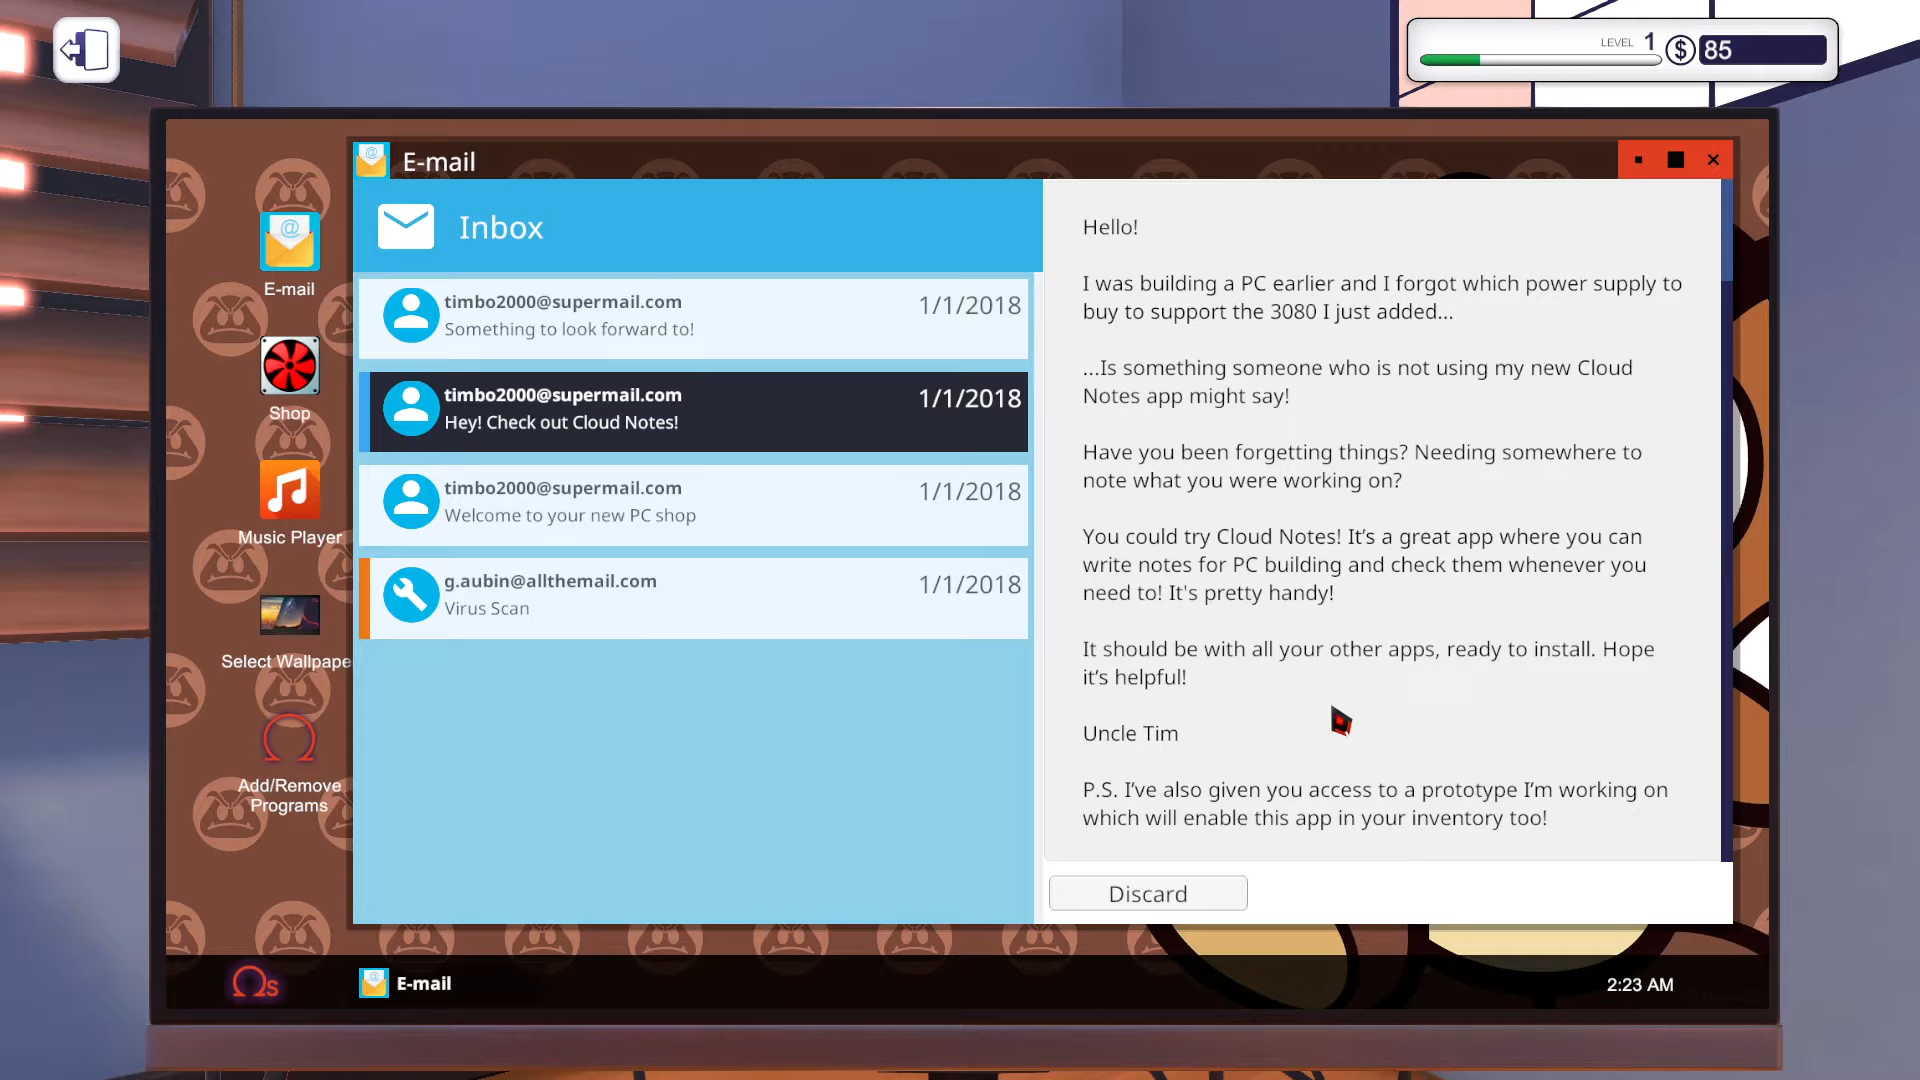 LEVEL 1
$ 85
E-mail
Inbox
timbo2000@supermail.com 1/1/2018
Something to look forward to!
timbo2000@supermail.com 1/1/2018
Hey! Check out Cloud Notes!
timbo2000@supermail.com 1/1/2018
Welcome to your new PC shop
g.aubin@allthemail.com 1/1/2018
Virus Scan
Hello!
I was building a PC earlier and I forgot which power supply to
buy to support the 3080 I just added...
...Is something someone who is not using my new Cloud
Notes app might say!
Have you been forgetting things? Needing somewhere to
note what you were working on?
You could try Cloud Notes! It’s a great app where you can
write notes for PC building and check them whenever you
need to! It's pretty handy!
It should be with all your other apps, ready to install. Hope
it’s helpful!
Uncle Tim
P.S. I’ve also given you access to a prototype I’m working on
which will enable this app in your inventory too!
Discard
E-mail
Shop
Music Player
Select Wallpape
Add/Remove
Programs
Ωs
E-mail
2:23 AM